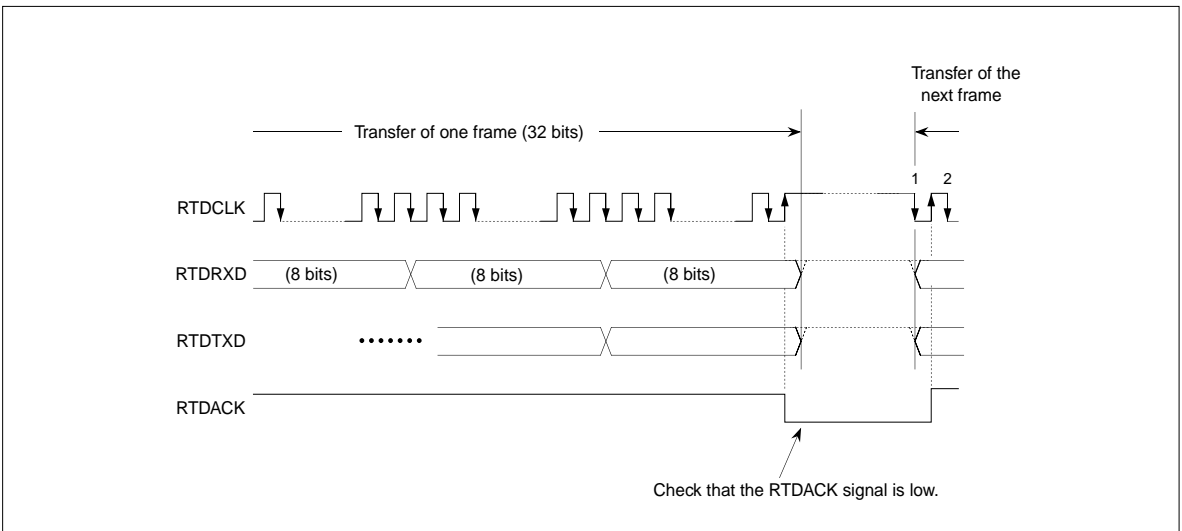 Transfer of the
next frame
Transfer of one frame (32 bits)
1 2
RTDCLK
RTDRXD (8 bits) (8 bits) (8 bits)
RTDTXD
RTDACK
Check that the RTDACK signal is low.